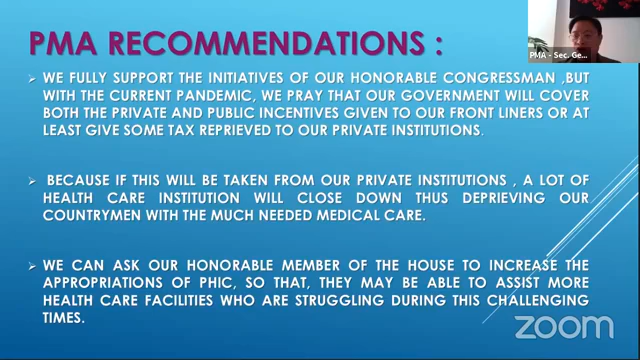 PMA RECOMMENDATIONS :
WE FULLY SUPPORT THE INITIATIVES OF OUR HONORABLE CONGRESSMAN ,BUT
WITH THE CURRENT PANDEMIC, WE PRAY THAT OUR GOVERNMENT WILL COVER
BOTH THE PRIVATE AND PUBLIC INCENTIVES GIVEN TO OUR FRONT LINERS OR AT
LEAST GIVE SOME TAX REPRIEVED TO OUR PRIVATE INSTITUTIONS.
BECAUSE IF THIS WILL BE TAKEN FROM OUR PRIVATE INSTITUTIONS , A LOT OF
HEALTH CARE INSTITUTION WILL CLOSE DOWN THUS DEPRIEVING OUR
COUNTRYMEN WITH THE MUCH NEEDED MEDICAL CARE.
WE CAN ASK OUR HONORABLE MEMBER OF THE HOUSE TO INCREASE THE
APPROPRIATIONS OF PHIC, SO THAT, THEY MAY BE ABLE TO ASSIST MORE
HEALTH CARE FACILITIES WHO ARE STRUGGLING DURING THIS CHALLENGING
TIMES.
PMA - Sec. Ge...
zoom